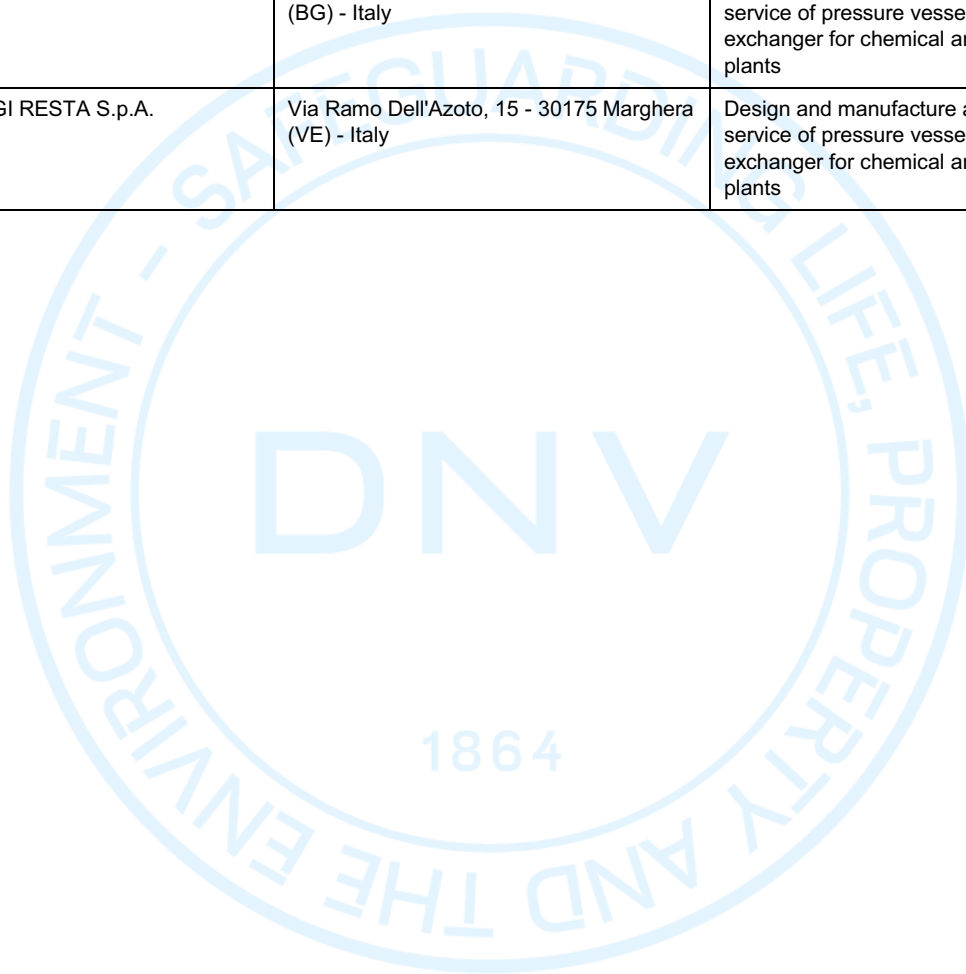 (BG) - Italy
service of pressure vesse
exchanger for chemical a
plants
GI RESTA S.p.A.
Via Ramo Dell'Azoto, 15 - 30175 Marghera
(VE) - Italy
Design and manufacture a
service of pressure vesse
exchanger for chemical a
plants
SAFEGUARDING LIFE, PROPERTY AND THE ENVIRONMENT -
DNV
1864